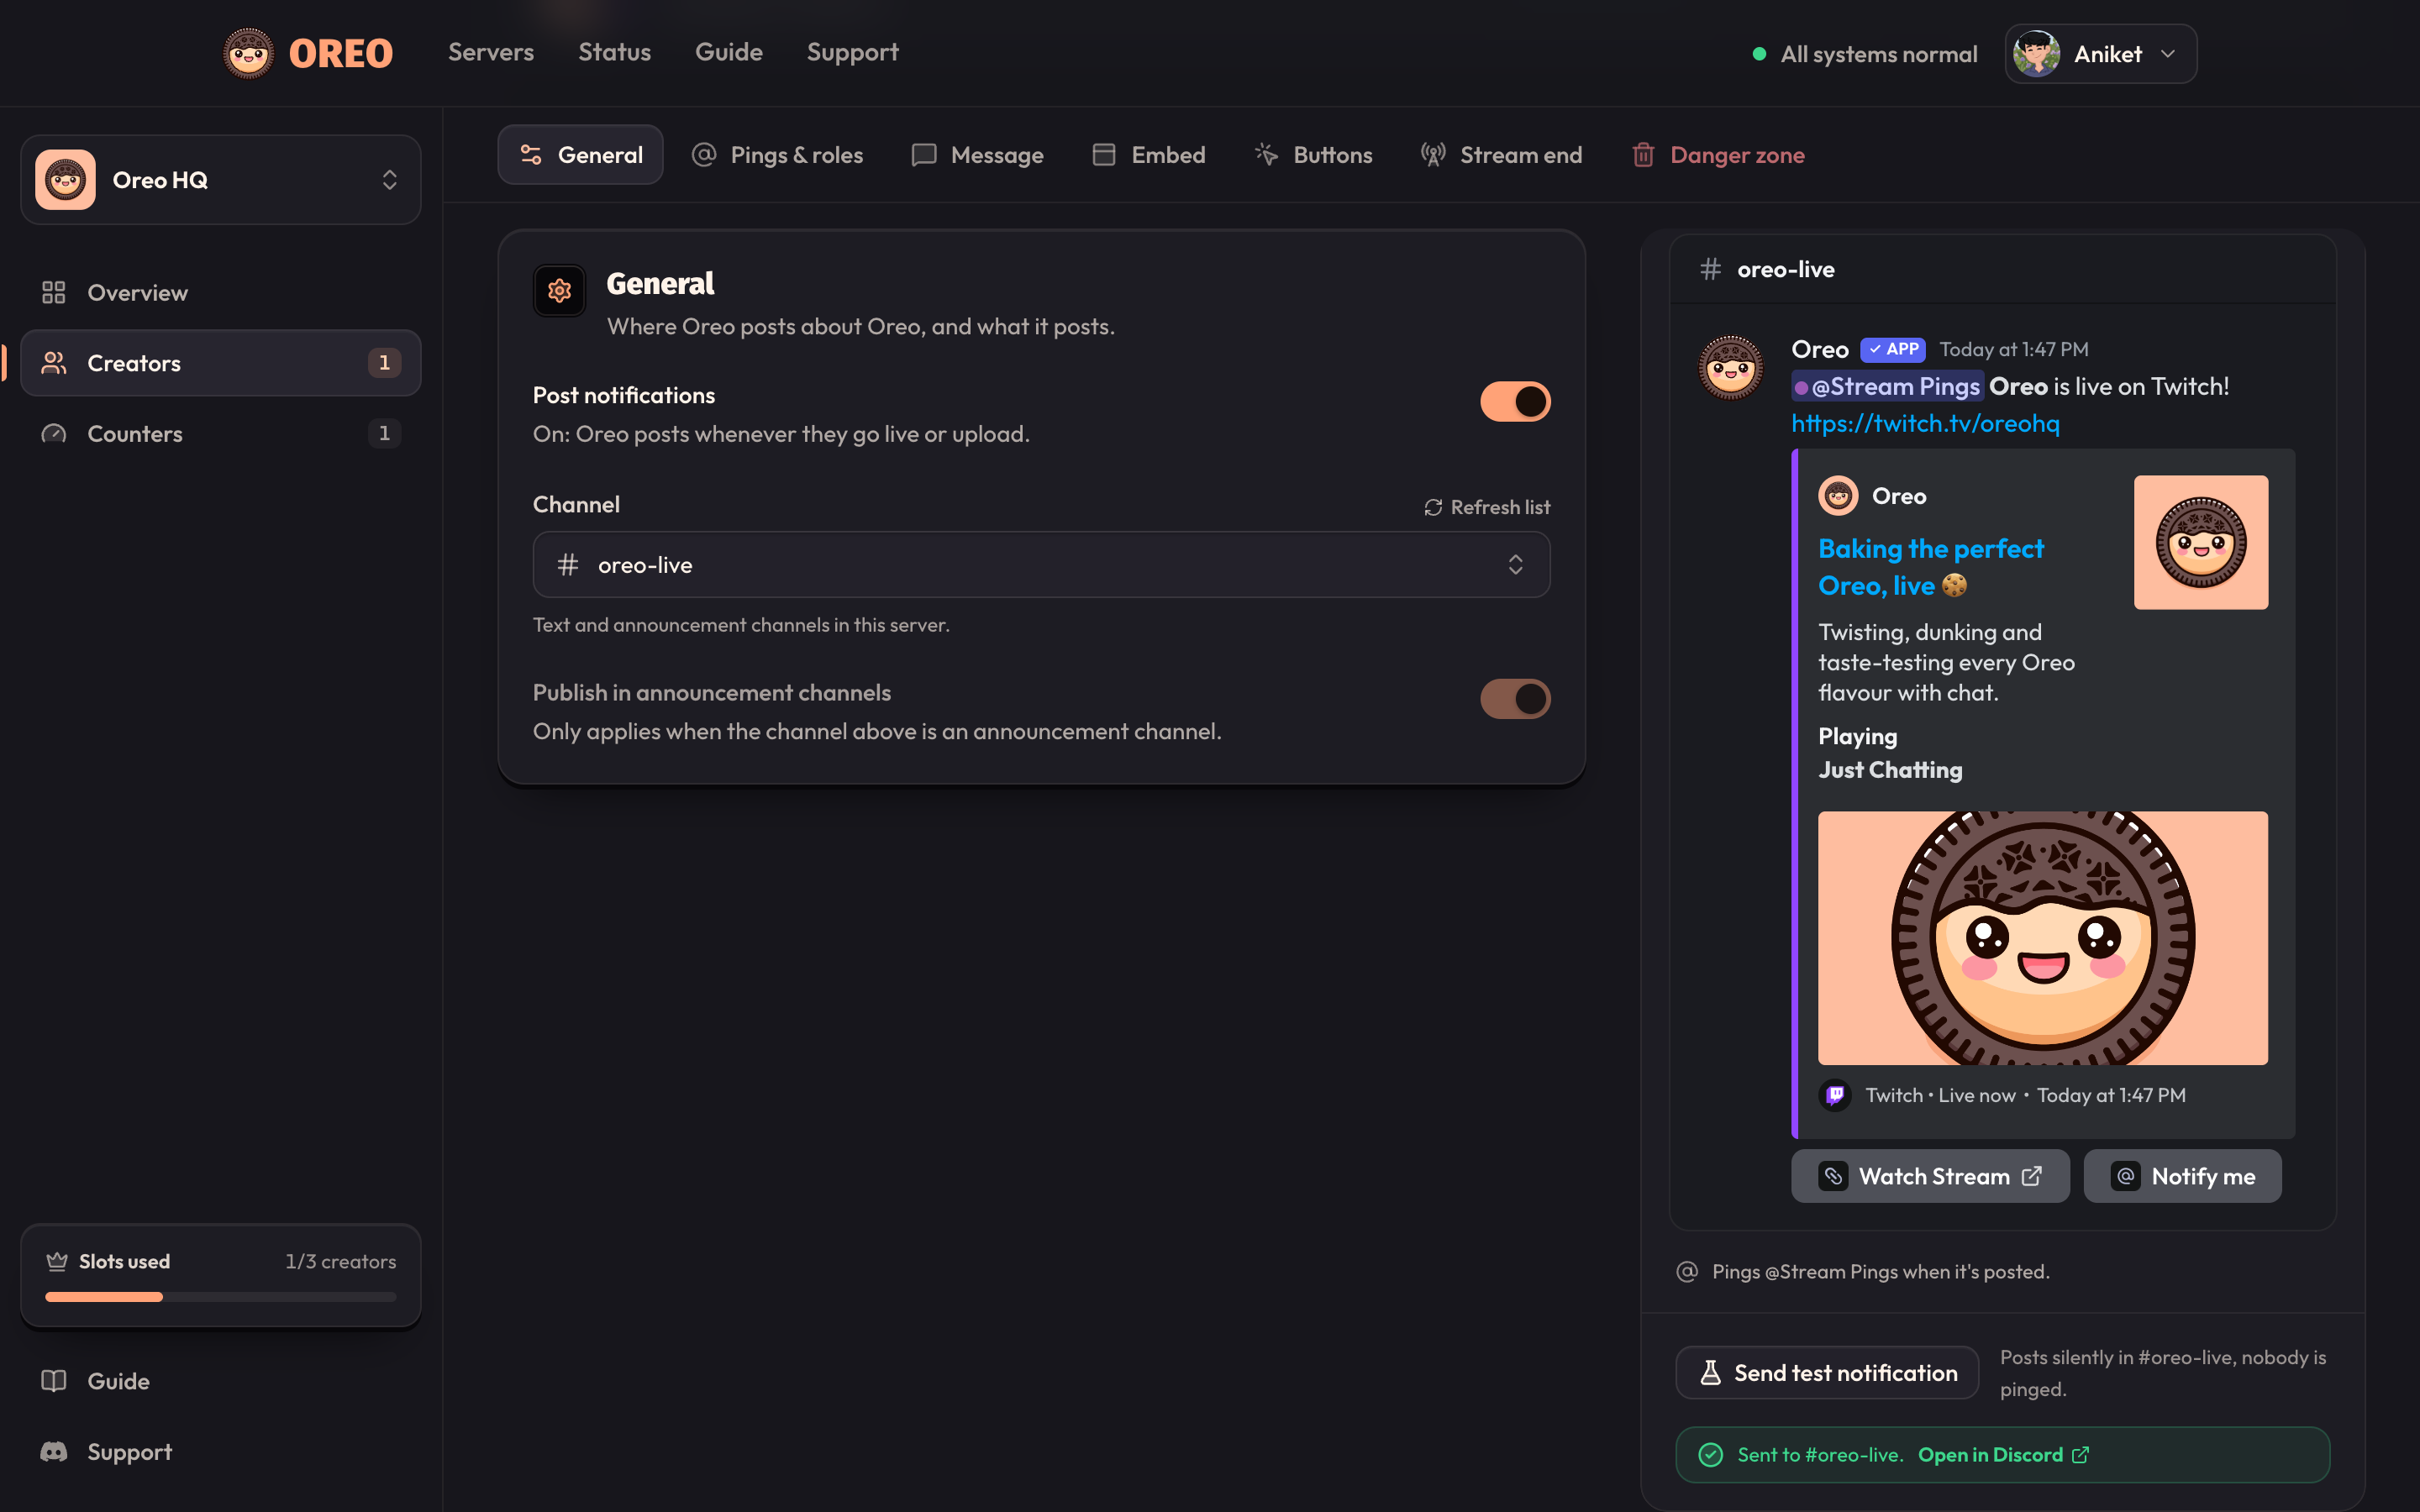 OREO
Servers
Status
Guide
Support
All systems normal
Aniket
Oreo HQ
Overview
Creators
1
Counters
1
Slots used
1/3 creators
Guide
Support
General
Pings & roles
Message
Embed
Buttons
Stream end
Danger zone
General
Where Oreo posts about Oreo, and what it posts.
Post notifications
On: Oreo posts whenever they go live or upload.
Channel
Refresh list
# oreo-live
Text and announcement channels in this server.
Publish in announcement channels
Only applies when the channel above is an announcement channel.
# oreo-live
Oreo ✓ APP Today at 1:47 PM
@Stream Pings Oreo is live on Twitch!
https://twitch.tv/oreohq
Oreo
Baking the perfect
Oreo, live 🍪
Twisting, dunking and
taste-testing every Oreo
flavour with chat.
Playing
Just Chatting
Twitch • Live now • Today at 1:47 PM
Watch Stream
Notify me
Pings @Stream Pings when it's posted.
Send test notification
Posts silently in #oreo-live, nobody is
pinged.
Sent to #oreo-live. Open in Discord